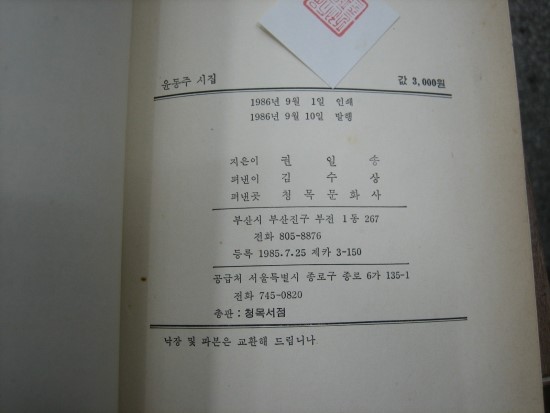 윤동주 시집 값 3,000원
1986년 9월 1일 인쇄
1986년 9월 10일 발행
지은이 권 일 송
펴낸이 김 수 상
펴낸곳 청목문화사
부산시 부산진구 부전 1동 267
전화 805-8876
등록 1985.7.25 제카 3-150
공급처 서울특별시 종로구 종로 6가 135-1
전화 745-0820
총판 : 청목서점
낙장 및 파본은 교환해 드립니다